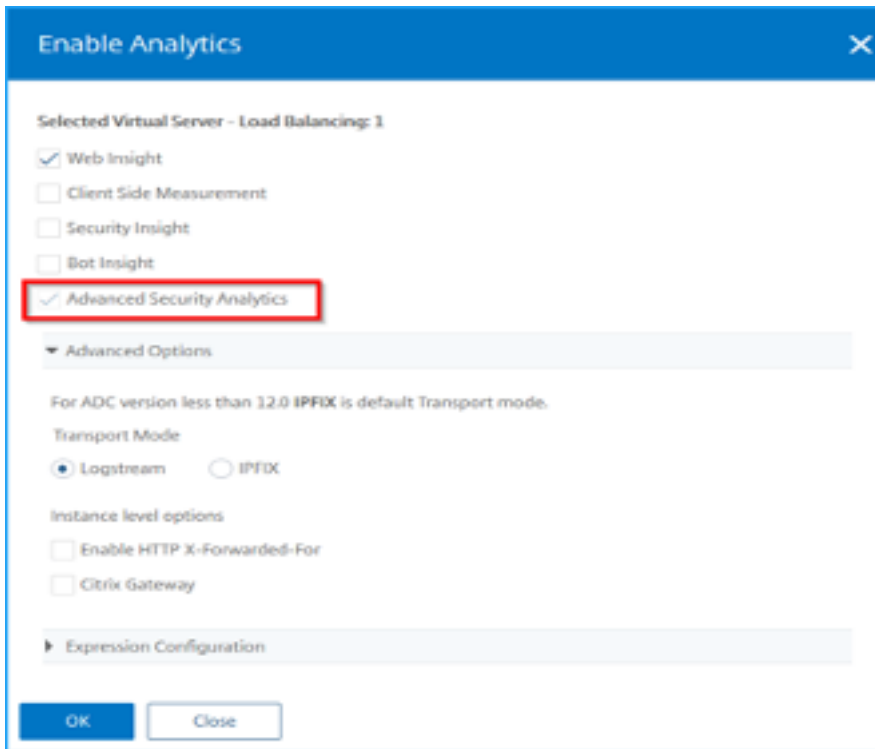 Enable Analytics
Selected Virtual Server - Load Balancing: 1
Web Insight
Client Side Measurement
Security Insight
Bot Insight
Advanced Security Analytics
Advanced Options
For ADC version less than 12.0 IPFIX is default Transport mode.
Transport Mode
Logstream IPFIX
Instance level options
Enable HTTP X-Forwarded-For
Citrix Gateway
Expression Configuration
OK Close